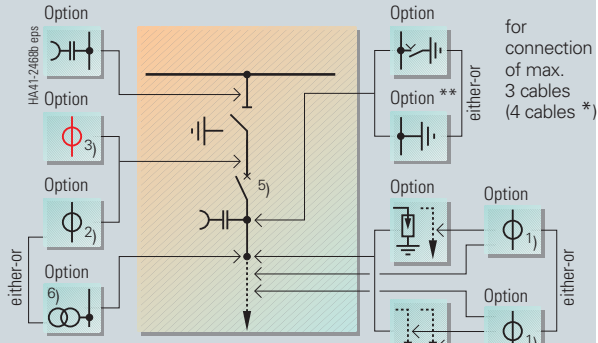 Option
HA41-2468b eps
Option
3)
Option
2)
either-or
Option
6)
5)
Option
Option **
either-or
for
connection
of max.
3 cables
(4 cables *)
Option
1)
either-or
Option
1)